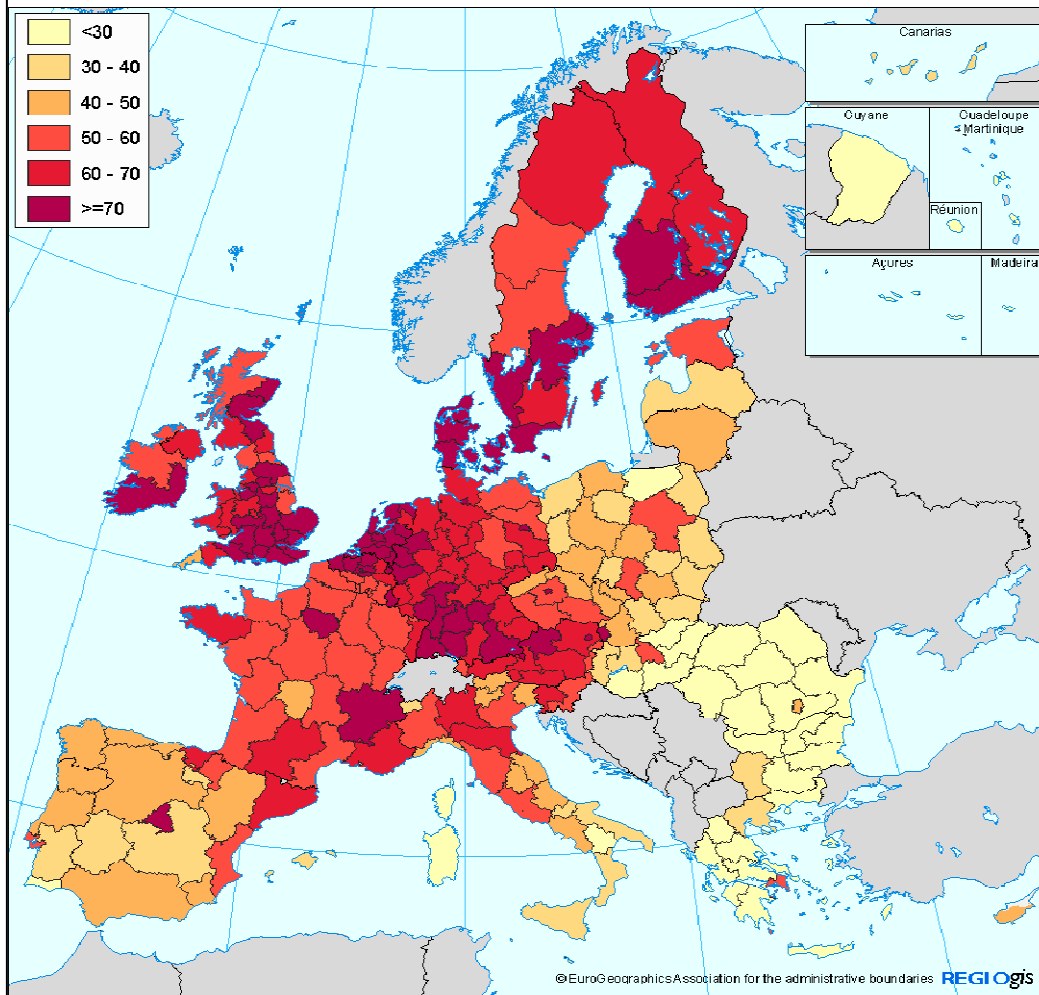 <30
30 - 40
40 - 50
50 - 60
60 - 70
>=70
Canarias
Guyane
Guadeloupe
Martinique
Réunion
Açures
Madeira
©EuroGeographics Association for the administrative boundaries REGIOgis